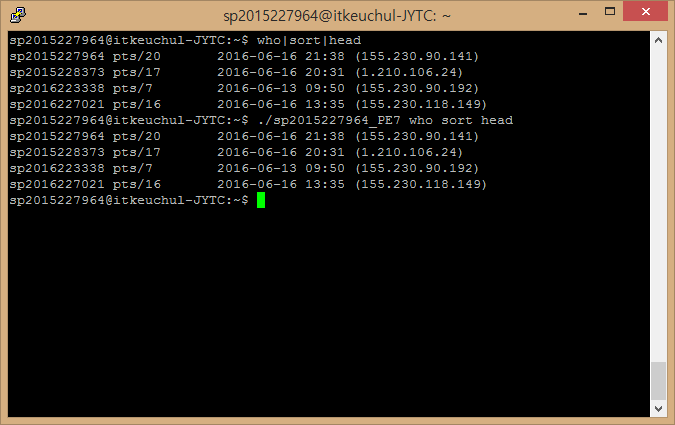 sp2015227964@itkeuchul-JYTC: ~
sp2015227964@itkeuchul-JYTC:~$ who|sort|head
sp2015227964 pts/20       2016-06-16 21:38 (155.230.90.141)
sp2015228373 pts/17       2016-06-16 20:31 (1.210.106.24)
sp2016223338 pts/7        2016-06-13 09:50 (155.230.90.192)
sp2016227021 pts/16       2016-06-16 13:35 (155.230.118.149)
sp2015227964@itkeuchul-JYTC:~$ ./sp2015227964_PE7 who sort head
sp2015227964 pts/20       2016-06-16 21:38 (155.230.90.141)
sp2015228373 pts/17       2016-06-16 20:31 (1.210.106.24)
sp2016223338 pts/7        2016-06-13 09:50 (155.230.90.192)
sp2016227021 pts/16       2016-06-16 13:35 (155.230.118.149)
sp2015227964@itkeuchul-JYTC:~$